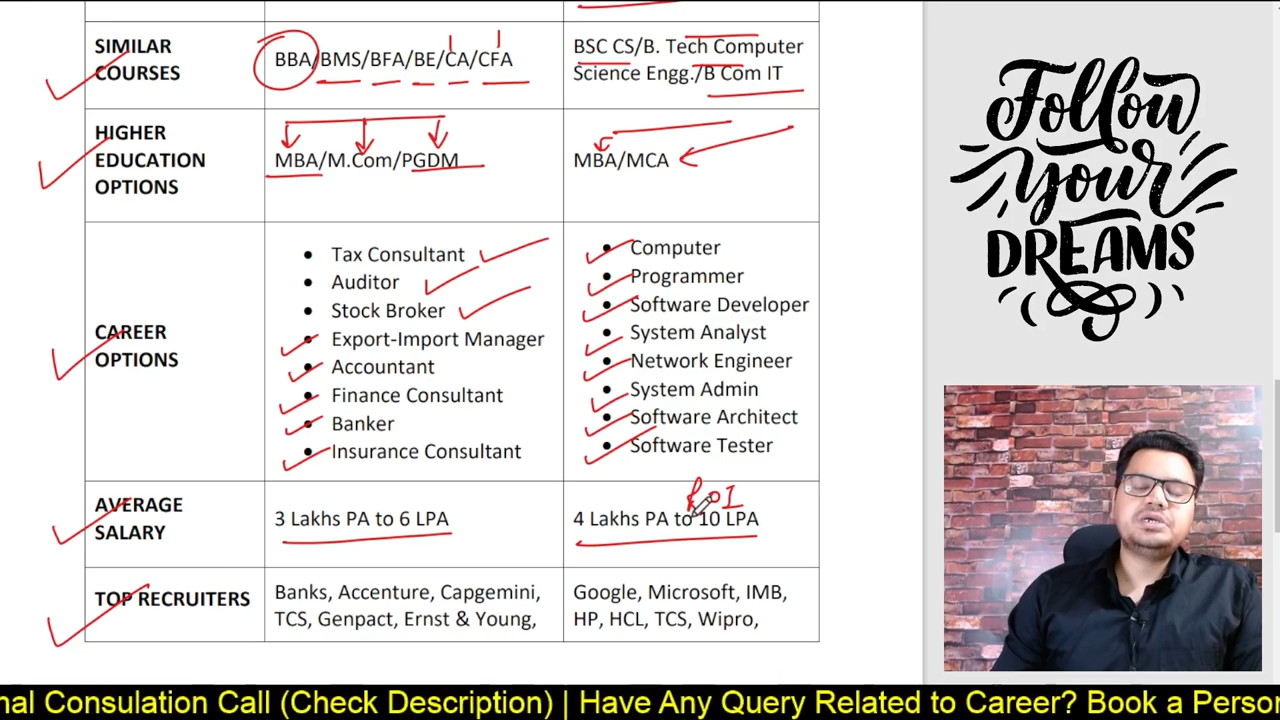 SIMILAR
COURSES
BBA/BMS/BFA/BE/CA/CFA
BSC CS/B. Tech Computer
Science Engg./B Com IT
HIGHER
EDUCATION
OPTIONS
MBA/M.Com/PGDM
MBA/MCA
CAREER
OPTIONS
• Tax Consultant
• Auditor
• Stock Broker
• Export-Import Manager
• Accountant
• Finance Consultant
• Banker
• Insurance Consultant
• Computer
• Programmer
• Software Developer
• System Analyst
• Network Engineer
• System Admin
• Software Architect
• Software Tester
AVERAGE
SALARY
3 Lakhs PA to 6 LPA
ROI
4 Lakhs PA to 10 LPA
TOP RECRUITERS
Banks, Accenture, Capgemini,
TCS, Genpact, Ernst & Young,
Google, Microsoft, IMB,
HP, HCL, TCS, Wipro,
Follow
Your
DREAMS
nal Consulation Call (Check Description) | Have Any Query Related to Career? Book a Person